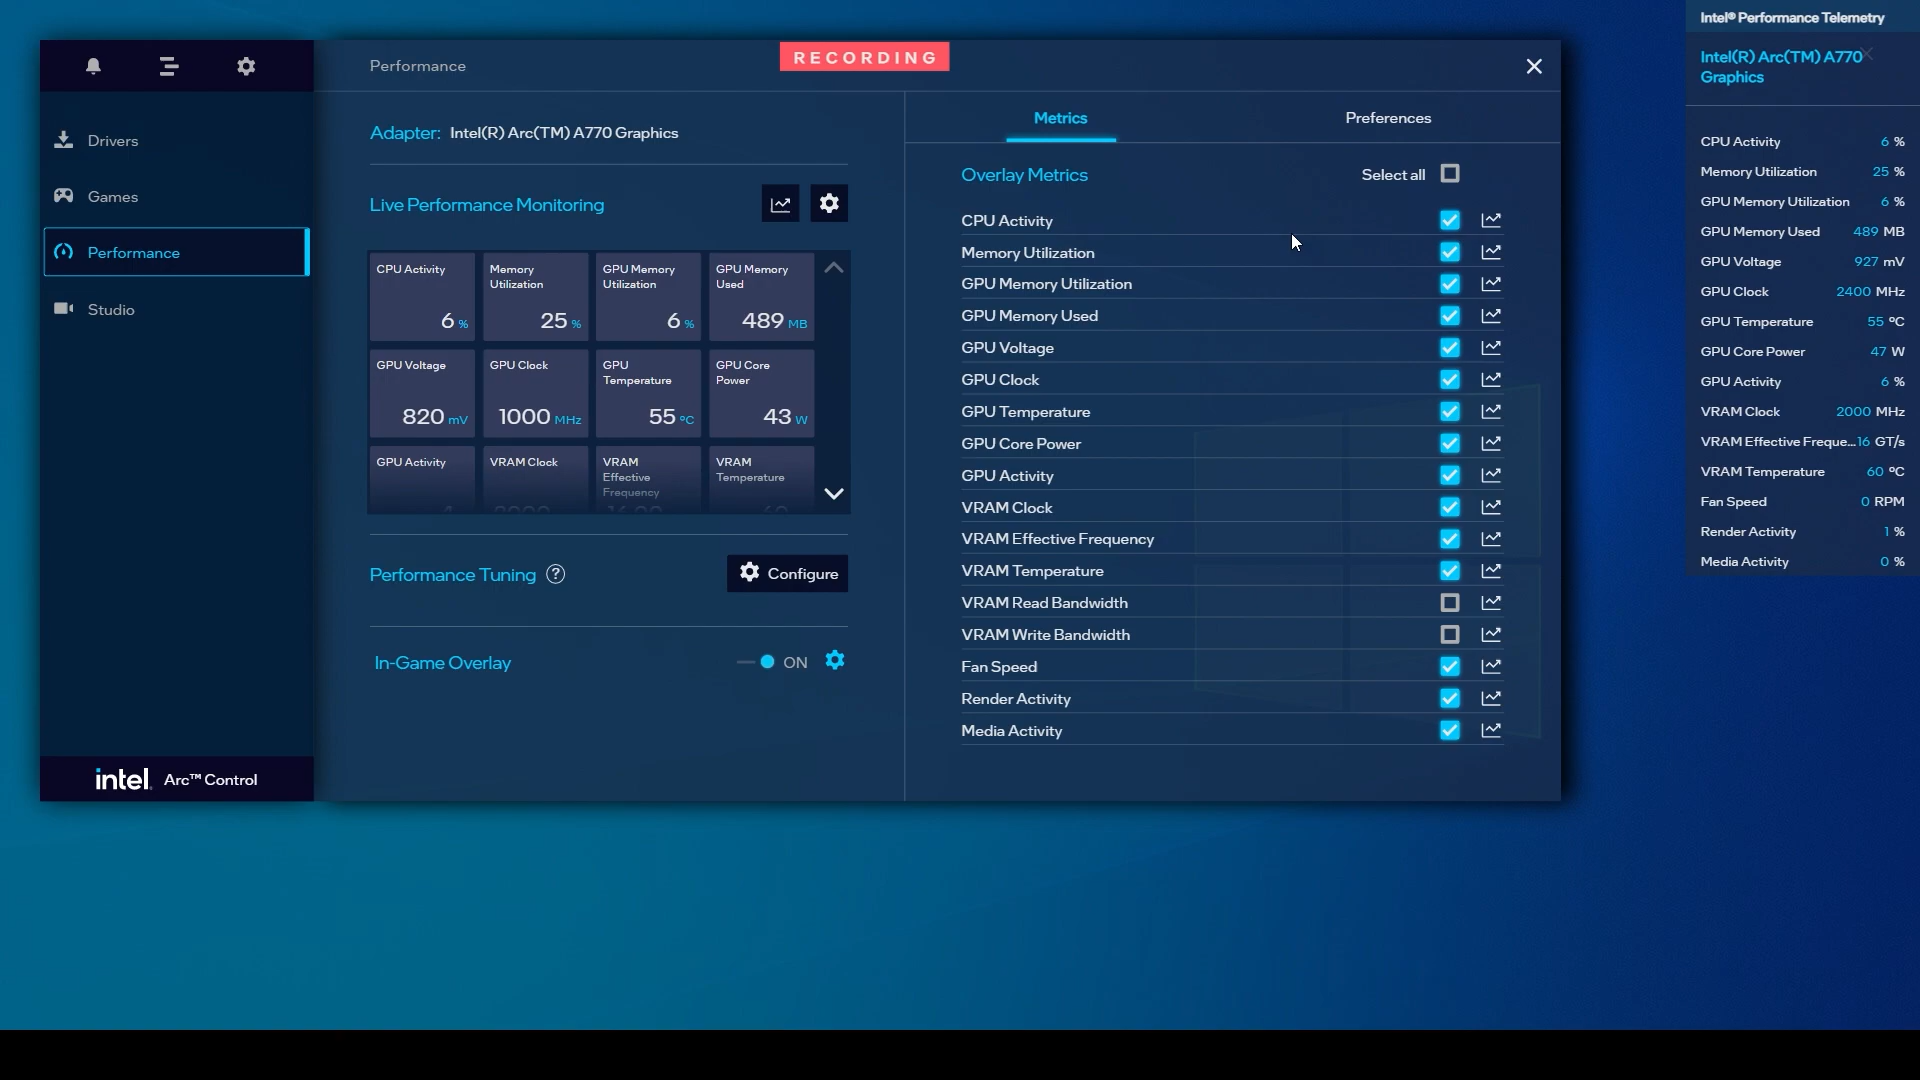 RECORDING
Performance
Drivers
Games
Performance
Studio
intel. Arc™ Control
Adapter: Intel(R) Arc(TM) A770 Graphics
Live Performance Monitoring
CPU Activity
6 %
Memory
Utilization
25 %
GPU Memory
Utilization
6 %
GPU Memory
Used
489 MB
GPU Voltage
820 mV
GPU Clock
1000 MHz
GPU
Temperature
55 ºC
GPU Core
Power
43 W
GPU Activity
VRAM Clock
VRAM
Effective
Frequency
VRAM
Temperature
Performance Tuning ?
Configure
In-Game Overlay
ON
Metrics
Preferences
Overlay Metrics
Select all
CPU Activity
Memory Utilization
GPU Memory Utilization
GPU Memory Used
GPU Voltage
GPU Clock
GPU Temperature
GPU Core Power
GPU Activity
VRAM Clock
VRAM Effective Frequency
VRAM Temperature
VRAM Read Bandwidth
VRAM Write Bandwidth
Fan Speed
Render Activity
Media Activity
Intel® Performance Telemetry
Intel(R) Arc(TM) A770
Graphics
CPU Activity 6 %
Memory Utilization 25 %
GPU Memory Utilization 6 %
GPU Memory Used 489 MB
GPU Voltage 927 mV
GPU Clock 2400 MHz
GPU Temperature 55 ºC
GPU Core Power 47 W
GPU Activity 6 %
VRAM Clock 2000 MHz
VRAM Effective Freque... 16 GT/s
VRAM Temperature 60 ºC
Fan Speed 0 RPM
Render Activity 1 %
Media Activity 0 %